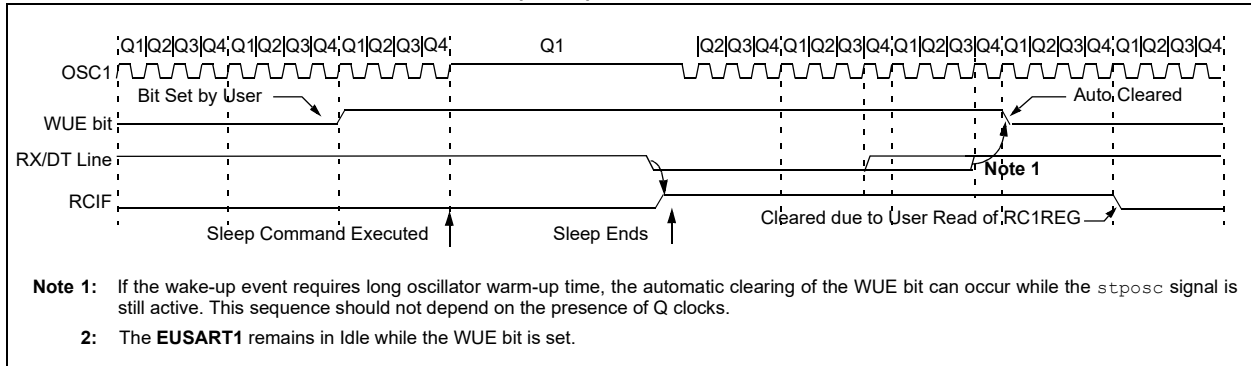 Q1 Q2 Q3 Q4 Q1 Q2 Q3 Q4 Q1 Q2 Q3 Q4 Q1 Q2 Q3 Q4 Q1 Q2 Q3 Q4 Q1 Q2 Q3 Q4 Q1 Q2 Q3 Q4 Q1 Q2 Q3 Q4
OSC1
Bit Set by User
Auto Cleared
WUE bit
RX/DT Line
Note 1
RCIF
Cleared due to User Read of RC1REG
Sleep Command Executed
Sleep Ends
Note 1: If the wake-up event requires long oscillator warm-up time, the automatic clearing of the WUE bit can occur while the stposc signal is
still active. This sequence should not depend on the presence of Q clocks.
2: The EUSART1 remains in Idle while the WUE bit is set.